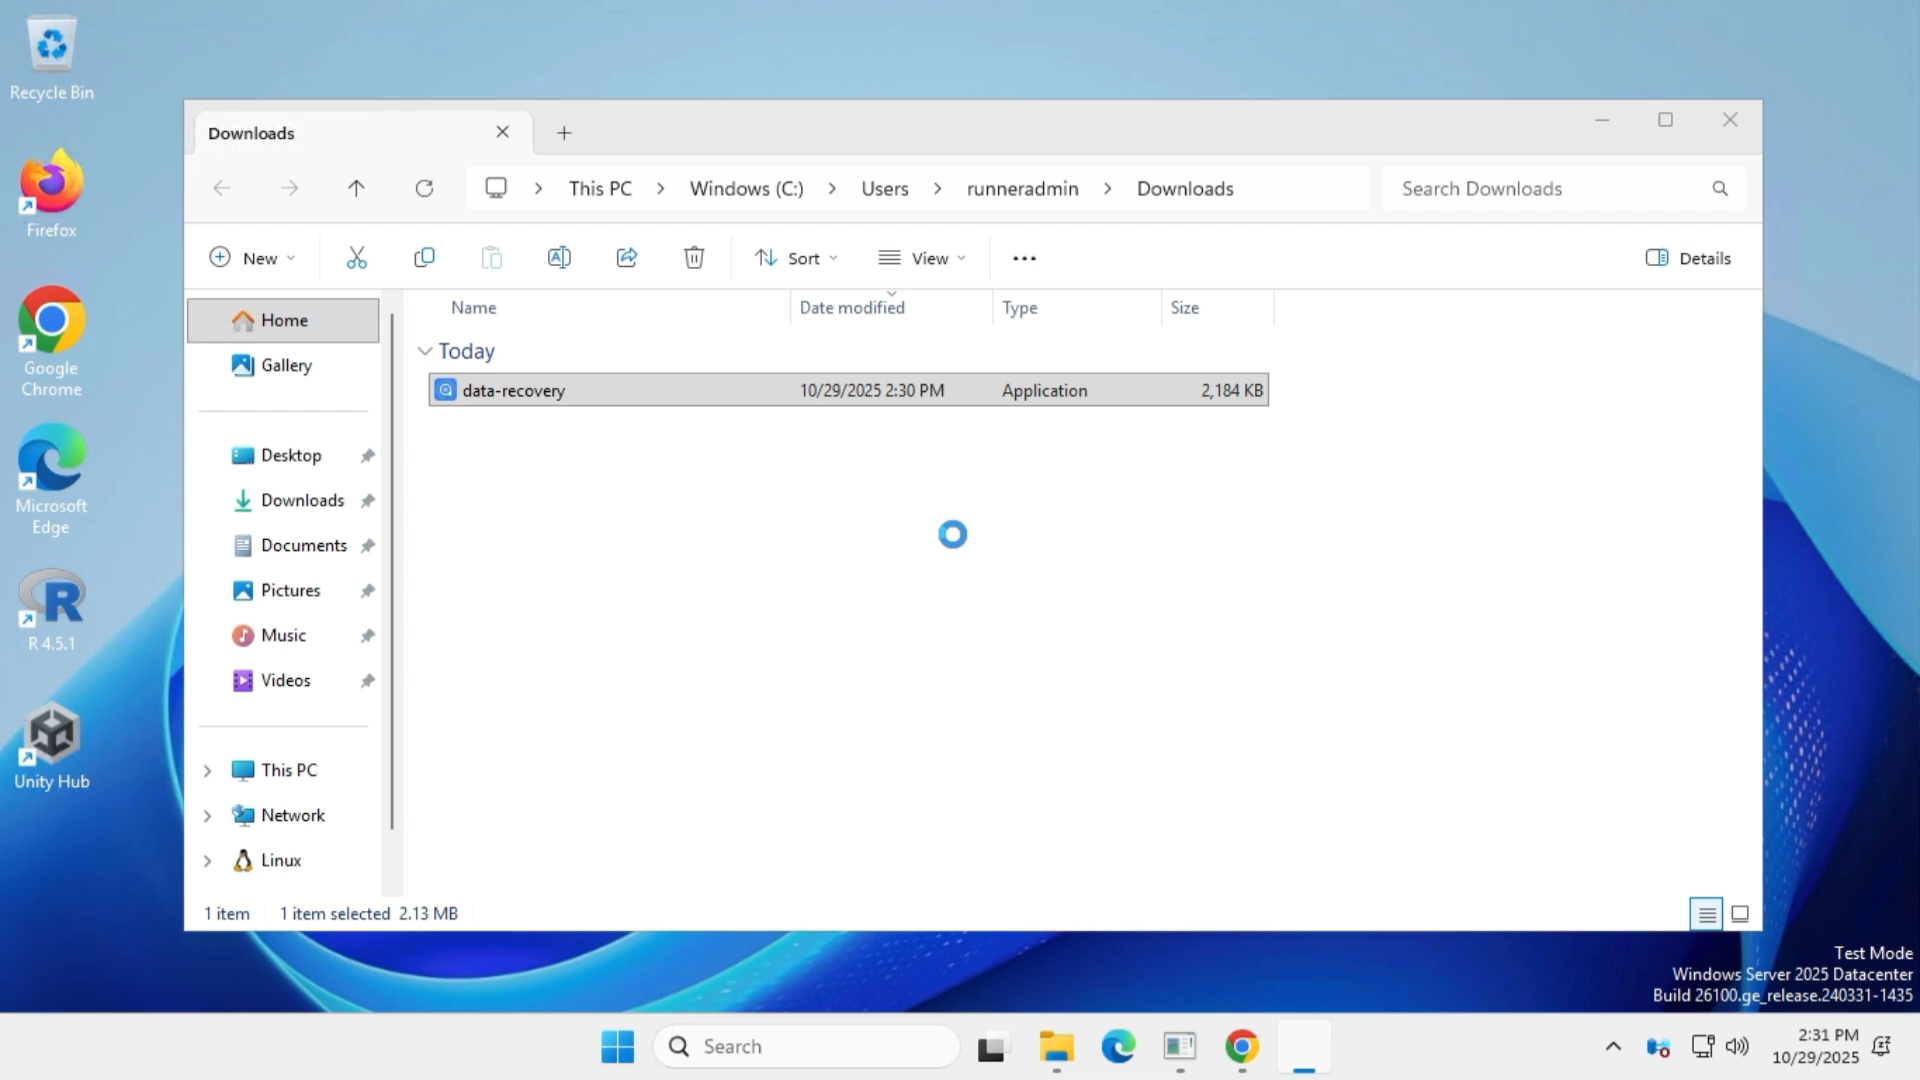 Recycle Bin
Firefox
Google
Chrome
Microsoft
Edge
R 4.5.1
Unity Hub
Downloads
This PC
Windows (C:)
Users
runneradmin
Downloads
Search Downloads
New
Sort
View
Details
Home
Gallery
Desktop
Downloads
Documents
Pictures
Music
Videos
This PC
Network
Linux
Name
Date modified
Type
Size
Today
data-recovery
10/29/2025 2:30 PM
Application
2,184 KB
1 item
1 item selected 2.13 MB
Test Mode
Windows Server 2025 Datacenter
Build 26100.ge_release.240331-1435
Search
2:31 PM
10/29/2025